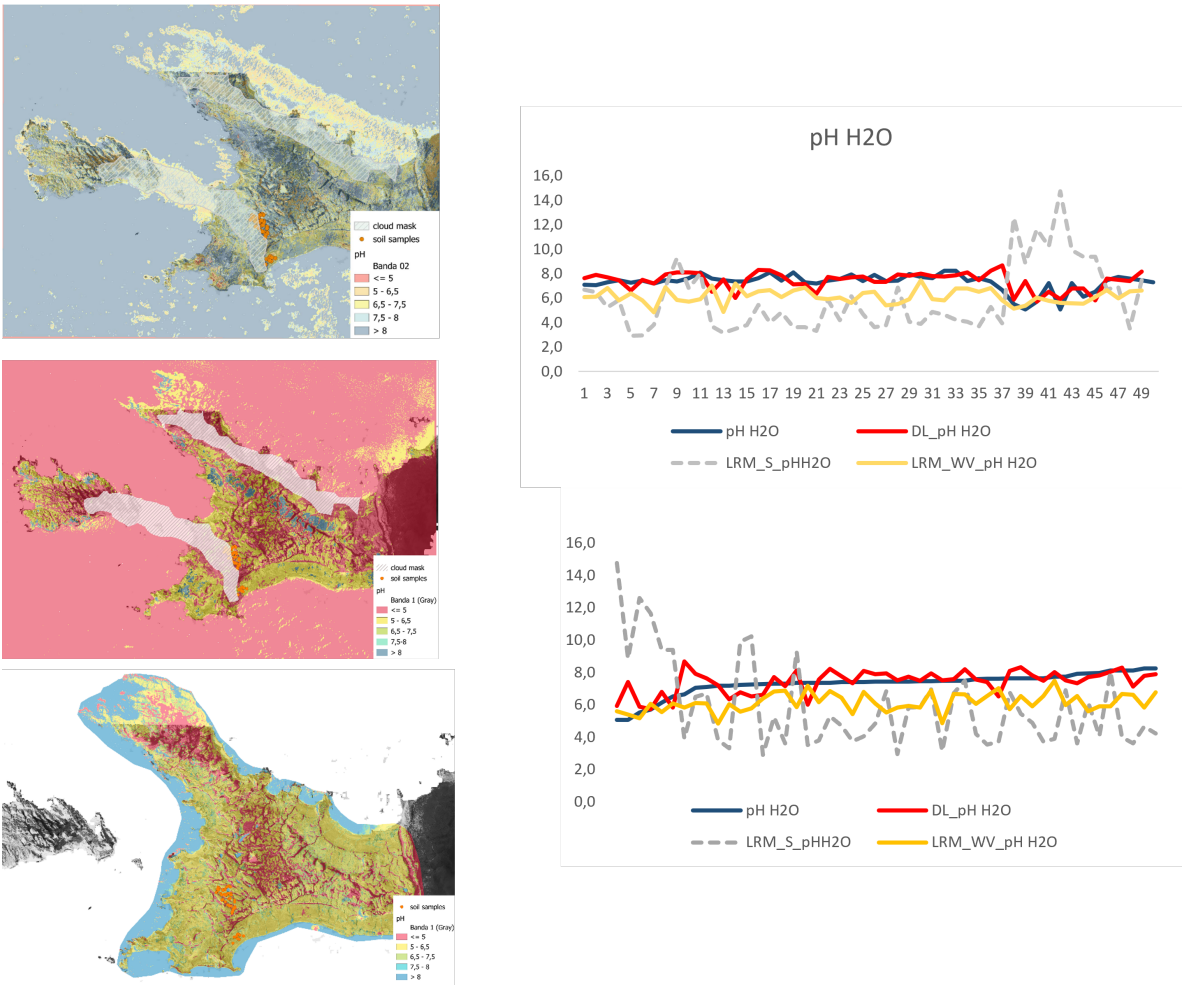 cloud mask
soil samples
pH
Banda 02
<= 5
5 - 6,5
6,5 - 7,5
7,5 - 8
> 8
cloud mask
soil samples
pH
Banda 1 (Gray)
<= 5
5 - 6,5
6,5 - 7,5
7,5-8
> 8
soil samples
pH
Banda 1 (Gray)
<= 5
5 - 6,5
6,5 - 7,5
7,5 - 8
> 8
pH H2O
16,0
14,0
12,0
10,0
8,0
6,0
4,0
2,0
0,0
1 3 5 7 9 11 13 15 17 19 21 23 25 27 29 31 33 35 37 39 41 43 45 47 49
pH H2O DL_pH H2O
LRM_S_pHH2O LRM_WV_pH H2O
16,0
14,0
12,0
10,0
8,0
6,0
4,0
2,0
0,0
pH H2O DL_pH H2O
LRM_S_pHH2O LRM_WV_pH H2O